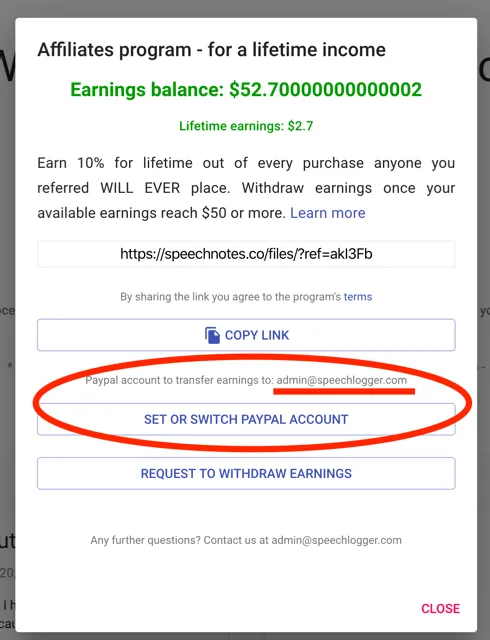 Affiliates program - for a lifetime income
Earnings balance: $52.70000000000002
Lifetime earnings: $2.7
Earn 10% for lifetime out of every purchase anyone you
referred WILL EVER place. Withdraw earnings once your
available earnings reach $50 or more. Learn more
https://speechnotes.co/files/?ref=akl3Fb
By sharing the link you agree to the program's terms
COPY LINK
Paypal account to transfer earnings to: admin@speechlogger.com
SET OR SWITCH PAYPAL ACCOUNT
REQUEST TO WITHDRAW EARNINGS
Any further questions? Contact us at admin@speechlogger.com
CLOSE